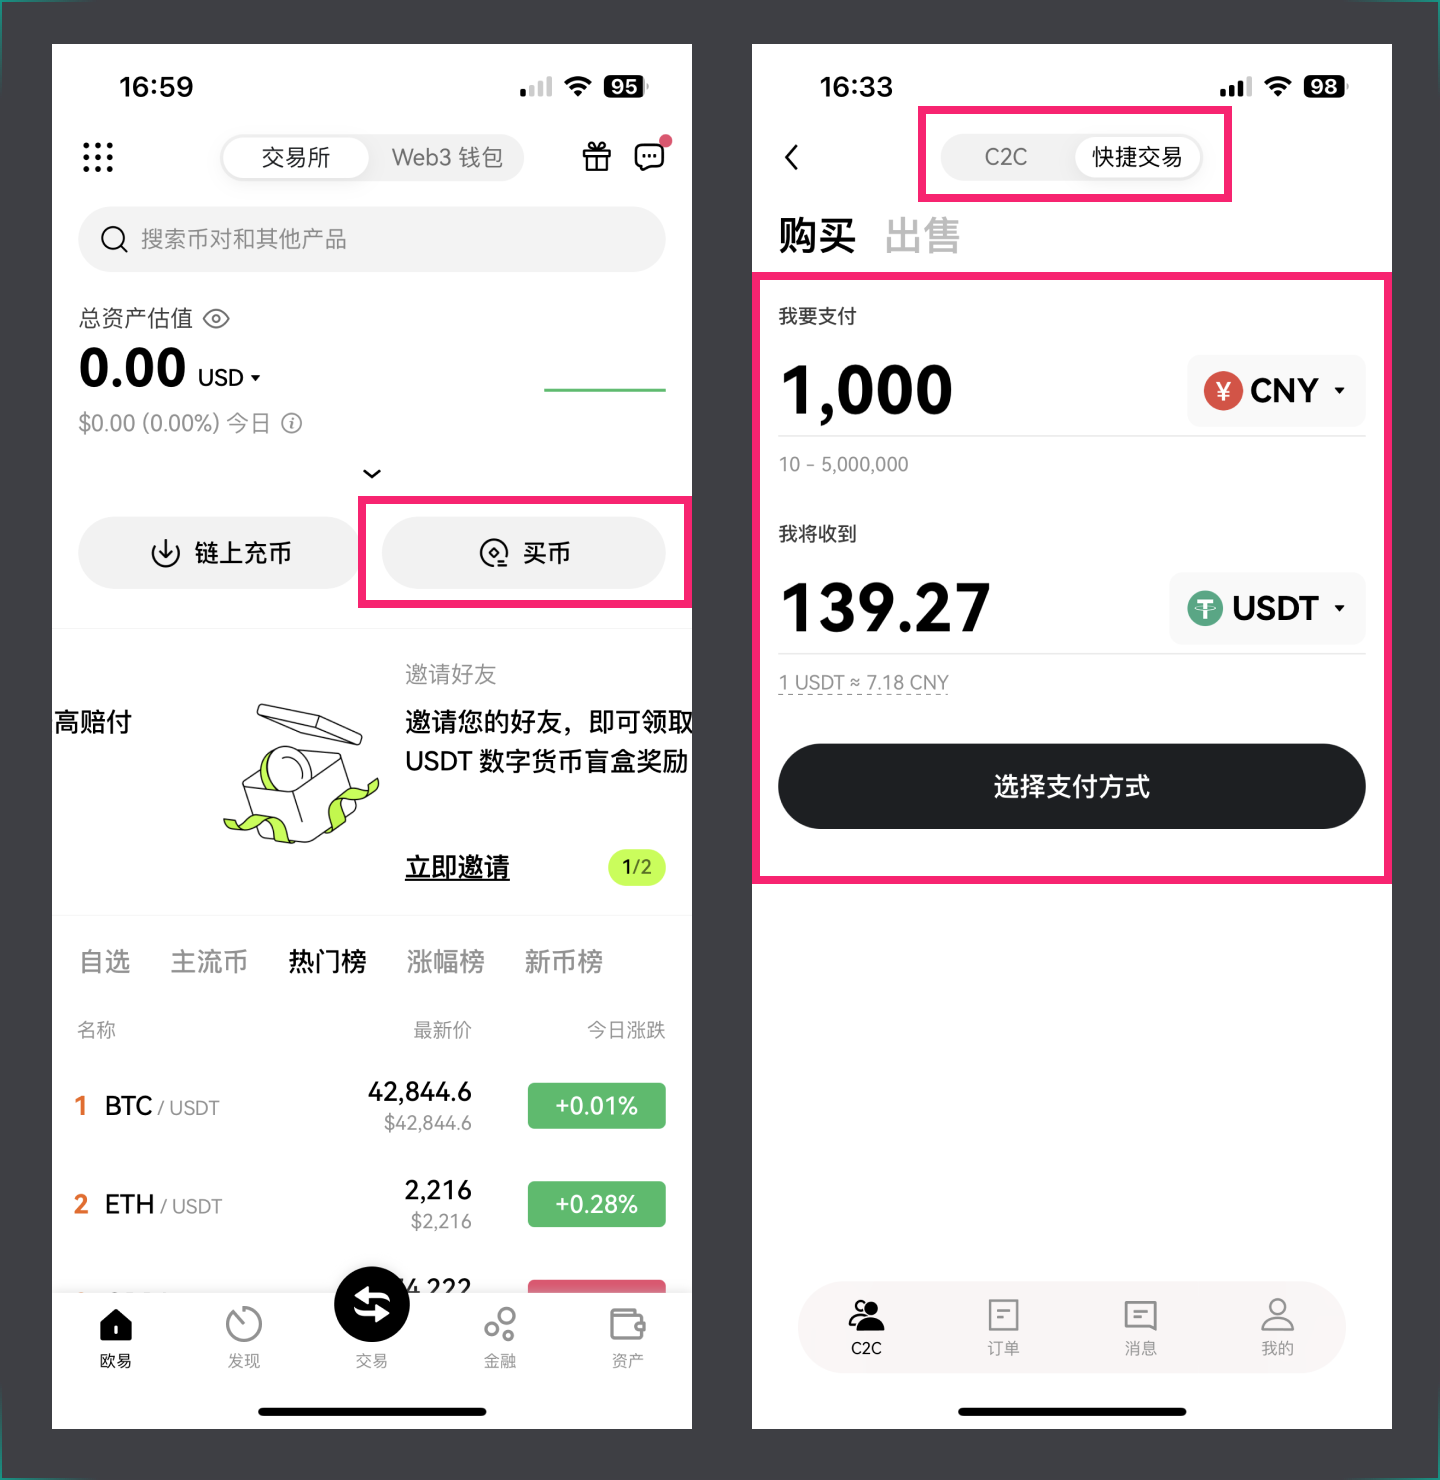 16:59
95
交易所
Web3 钱包
搜索币对和其他产品
总资产估值
0.00 USD
$0.00 (0.00%) 今日
链上充币
买币
高赔付
邀请好友
邀请您的好友，即可领取
USDT 数字货币盲盒奖励
立即邀请
1/2
自选 主流币 热门榜 涨幅榜 新币榜
名称 最新价 今日涨跌
1 BTC / USDT 42,844.6 +0.01%
$42,844.6
2 ETH / USDT 2,216 +0.28%
$2,216
欧易 发现 交易 金融 资产
16:33
98
C2C 快捷交易
购买 出售
我要支付
1,000 ¥ CNY
10 - 5,000,000
我将收到
139.27 USDT
1 USDT ≈ 7.18 CNY
选择支付方式
C2C 订单 消息 我的